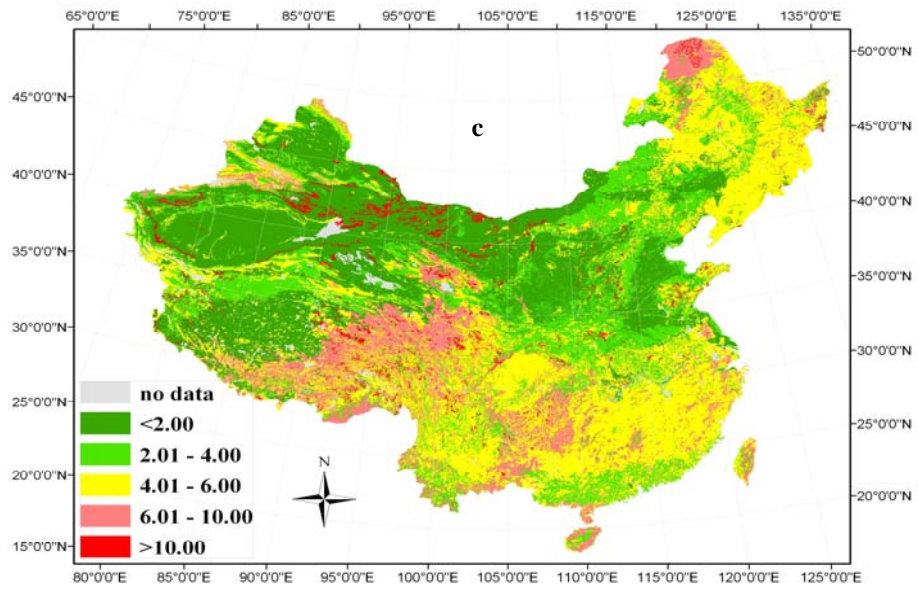 65°0'0"E 75°0'0"E 85°0'0"E 95°0'0"E 105°0'0"E 115°0'0"E 125°0'0"E 135°0'0"E
50°0'0"N
45°0'0"N 45°0'0"N
c
40°0'0"N 40°0'0"N
35°0'0"N 35°0'0"N
30°0'0"N 30°0'0"N
25°0'0"N 25°0'0"N
20°0'0"N 20°0'0"N
15°0'0"N
no data
<2.00
2.01 - 4.00
4.01 - 6.00
6.01 - 10.00
>10.00
N
80°0'0"E 85°0'0"E 90°0'0"E 95°0'0"E 100°0'0"E 105°0'0"E 110°0'0"E 115°0'0"E 120°0'0"E 125°0'0"E